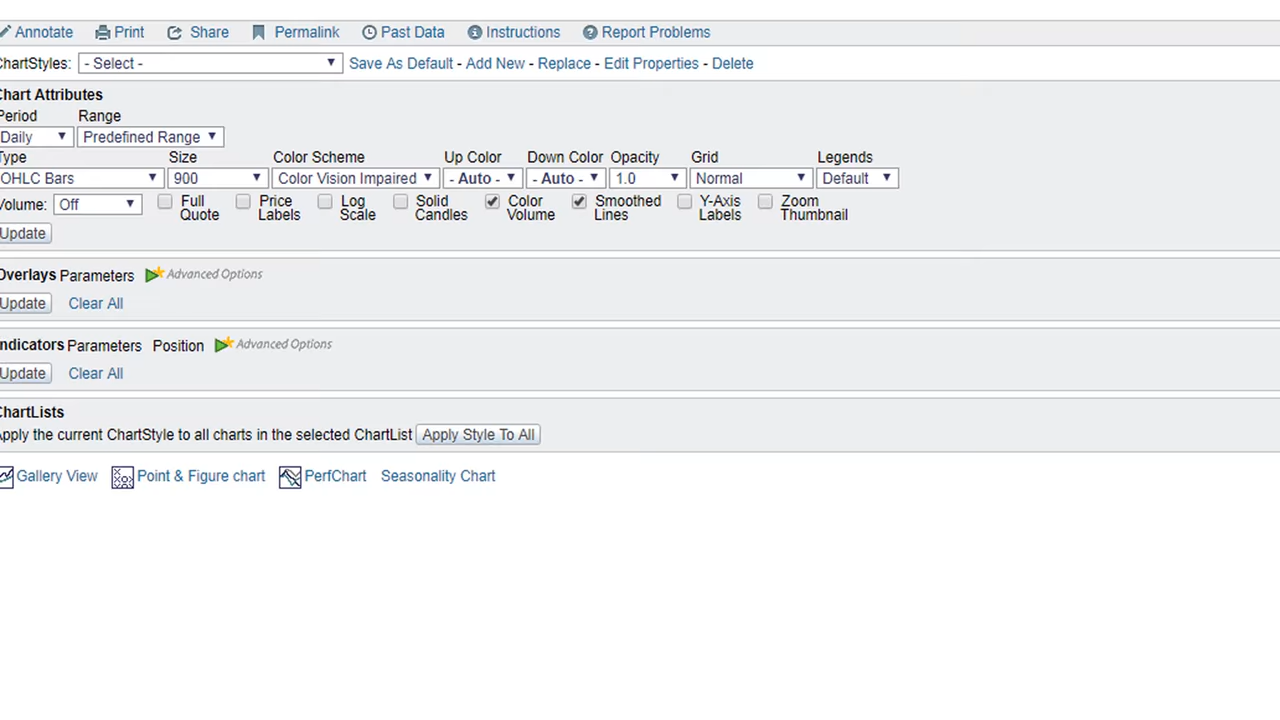 Annotate Print Share Permalink Past Data Instructions Report Problems
ChartStyles: - Select - Save As Default - Add New - Replace - Edit Properties - Delete
Chart Attributes
Period Range
Daily Predefined Range
Type Size Color Scheme Up Color Down Color Opacity Grid Legends
OHLC Bars 900 Color Vision Impaired - Auto - - Auto - 1.0 Normal Default
Volume: Off Full Quote Price Labels Log Scale Solid Candles Color Volume Smoothed Lines Y-Axis Labels Zoom Thumbnail
Update
Overlays Parameters Advanced Options
Update Clear All
Indicators Parameters Position Advanced Options
Update Clear All
ChartLists
Apply the current ChartStyle to all charts in the selected ChartList Apply Style To All
Gallery View Point & Figure chart PerfChart Seasonality Chart